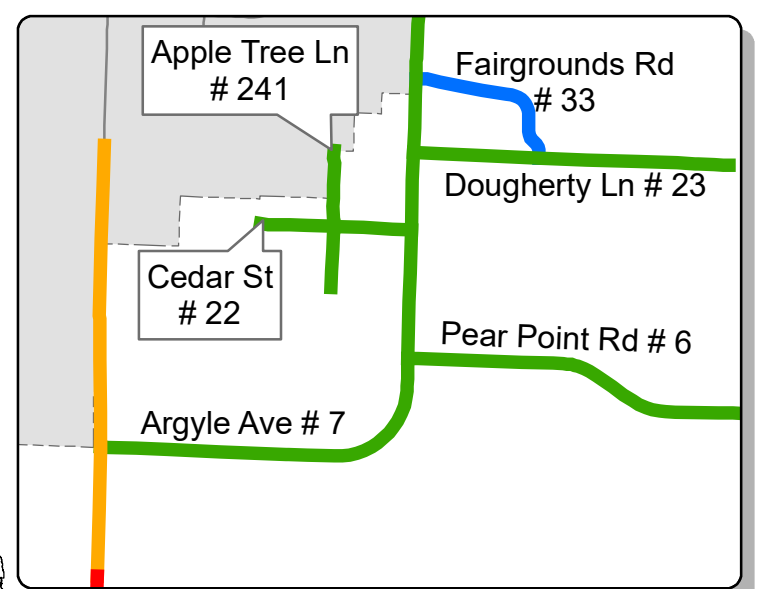 Apple Tree Ln
# 241
Fairgrounds Rd
# 33
Dougherty Ln # 23
Cedar St
# 22
Pear Point Rd # 6
Argyle Ave # 7